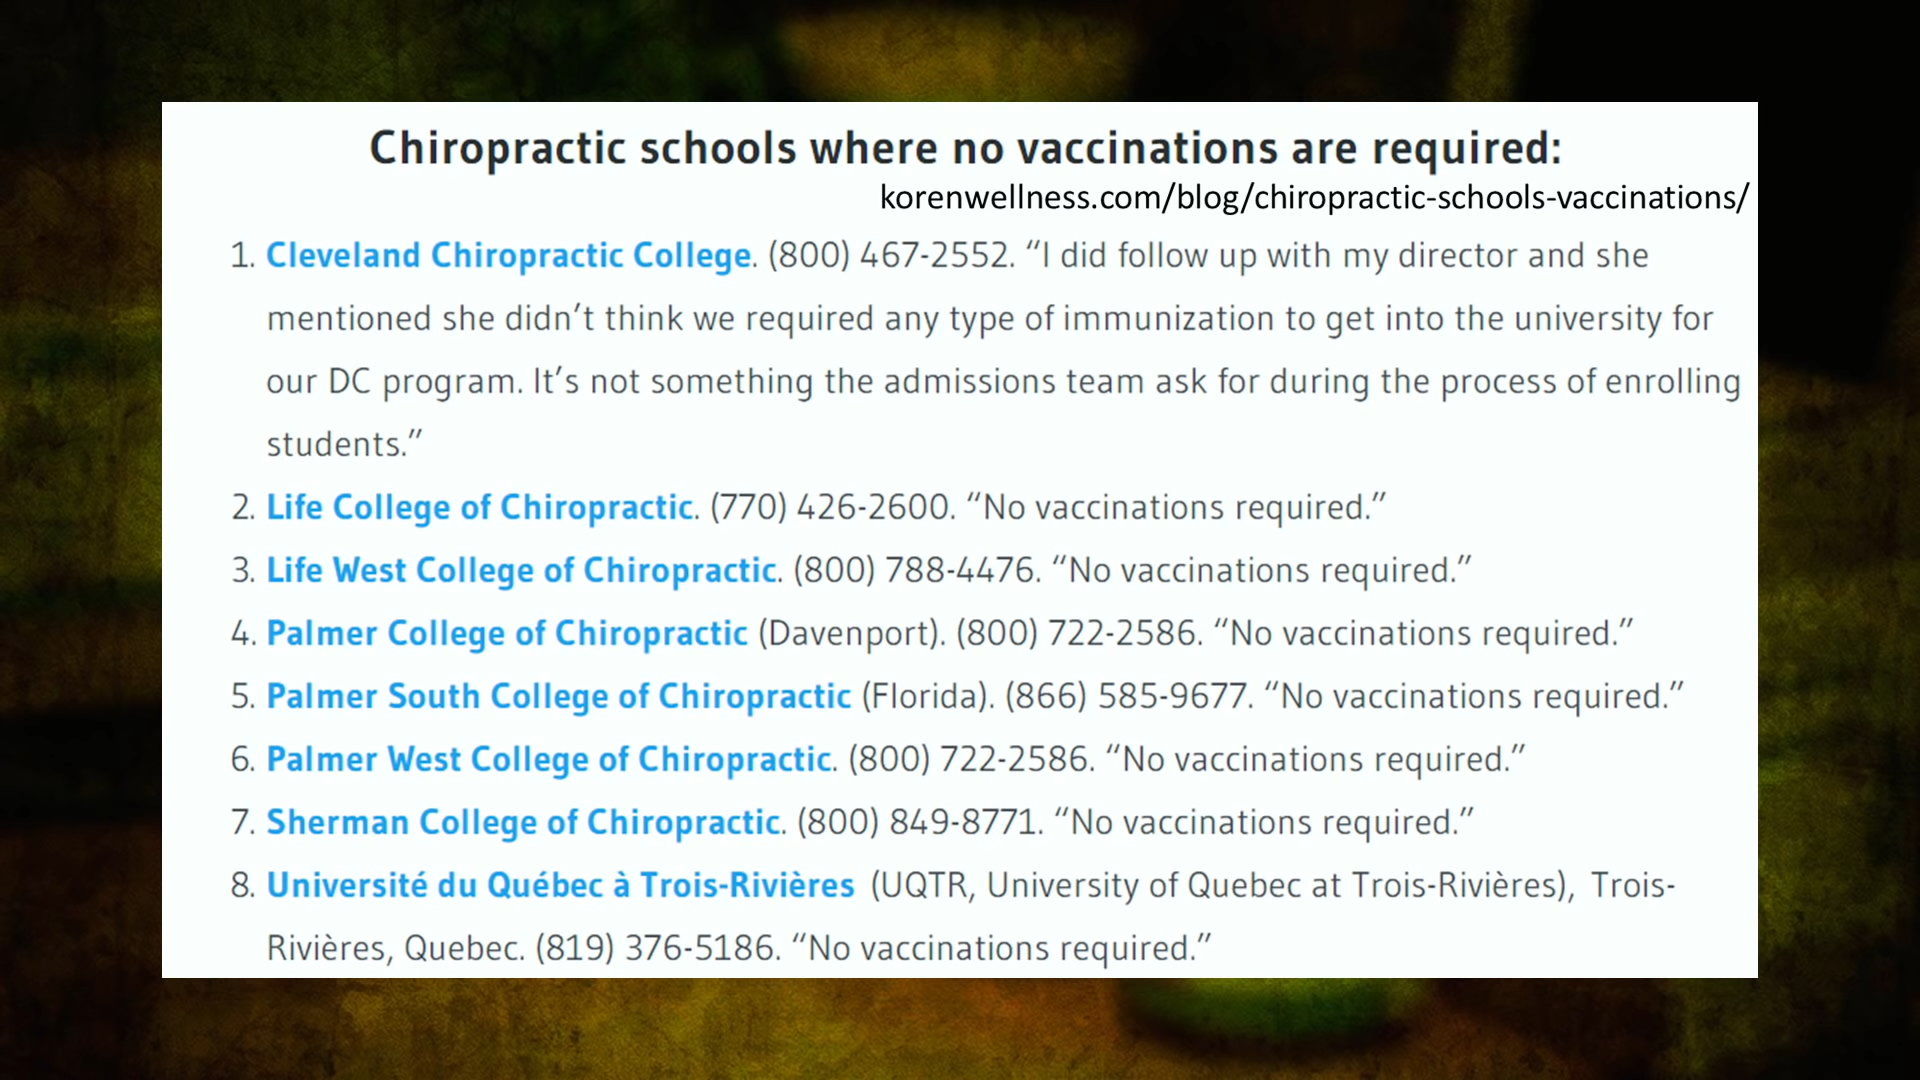 Chiropractic schools where no vaccinations are required:
korenwellness.com/blog/chiropractic-schools-vaccinations/
1. Cleveland Chiropractic College. (800) 467-2552. “I did follow up with my director and she
mentioned she didn’t think we required any type of immunization to get into the university for
our DC program. It’s not something the admissions team ask for during the process of enrolling
students.”
2. Life College of Chiropractic. (770) 426-2600. “No vaccinations required.”
3. Life West College of Chiropractic. (800) 788-4476. “No vaccinations required.”
4. Palmer College of Chiropractic (Davenport). (800) 722-2586. “No vaccinations required.”
5. Palmer South College of Chiropractic (Florida). (866) 585-9677. “No vaccinations required.”
6. Palmer West College of Chiropractic. (800) 722-2586. “No vaccinations required.”
7. Sherman College of Chiropractic. (800) 849-8771. “No vaccinations required.”
8. Université du Québec à Trois-Rivières (UQTR, University of Quebec at Trois-Rivières), Trois-
Rivières, Quebec. (819) 376-5186. “No vaccinations required.”